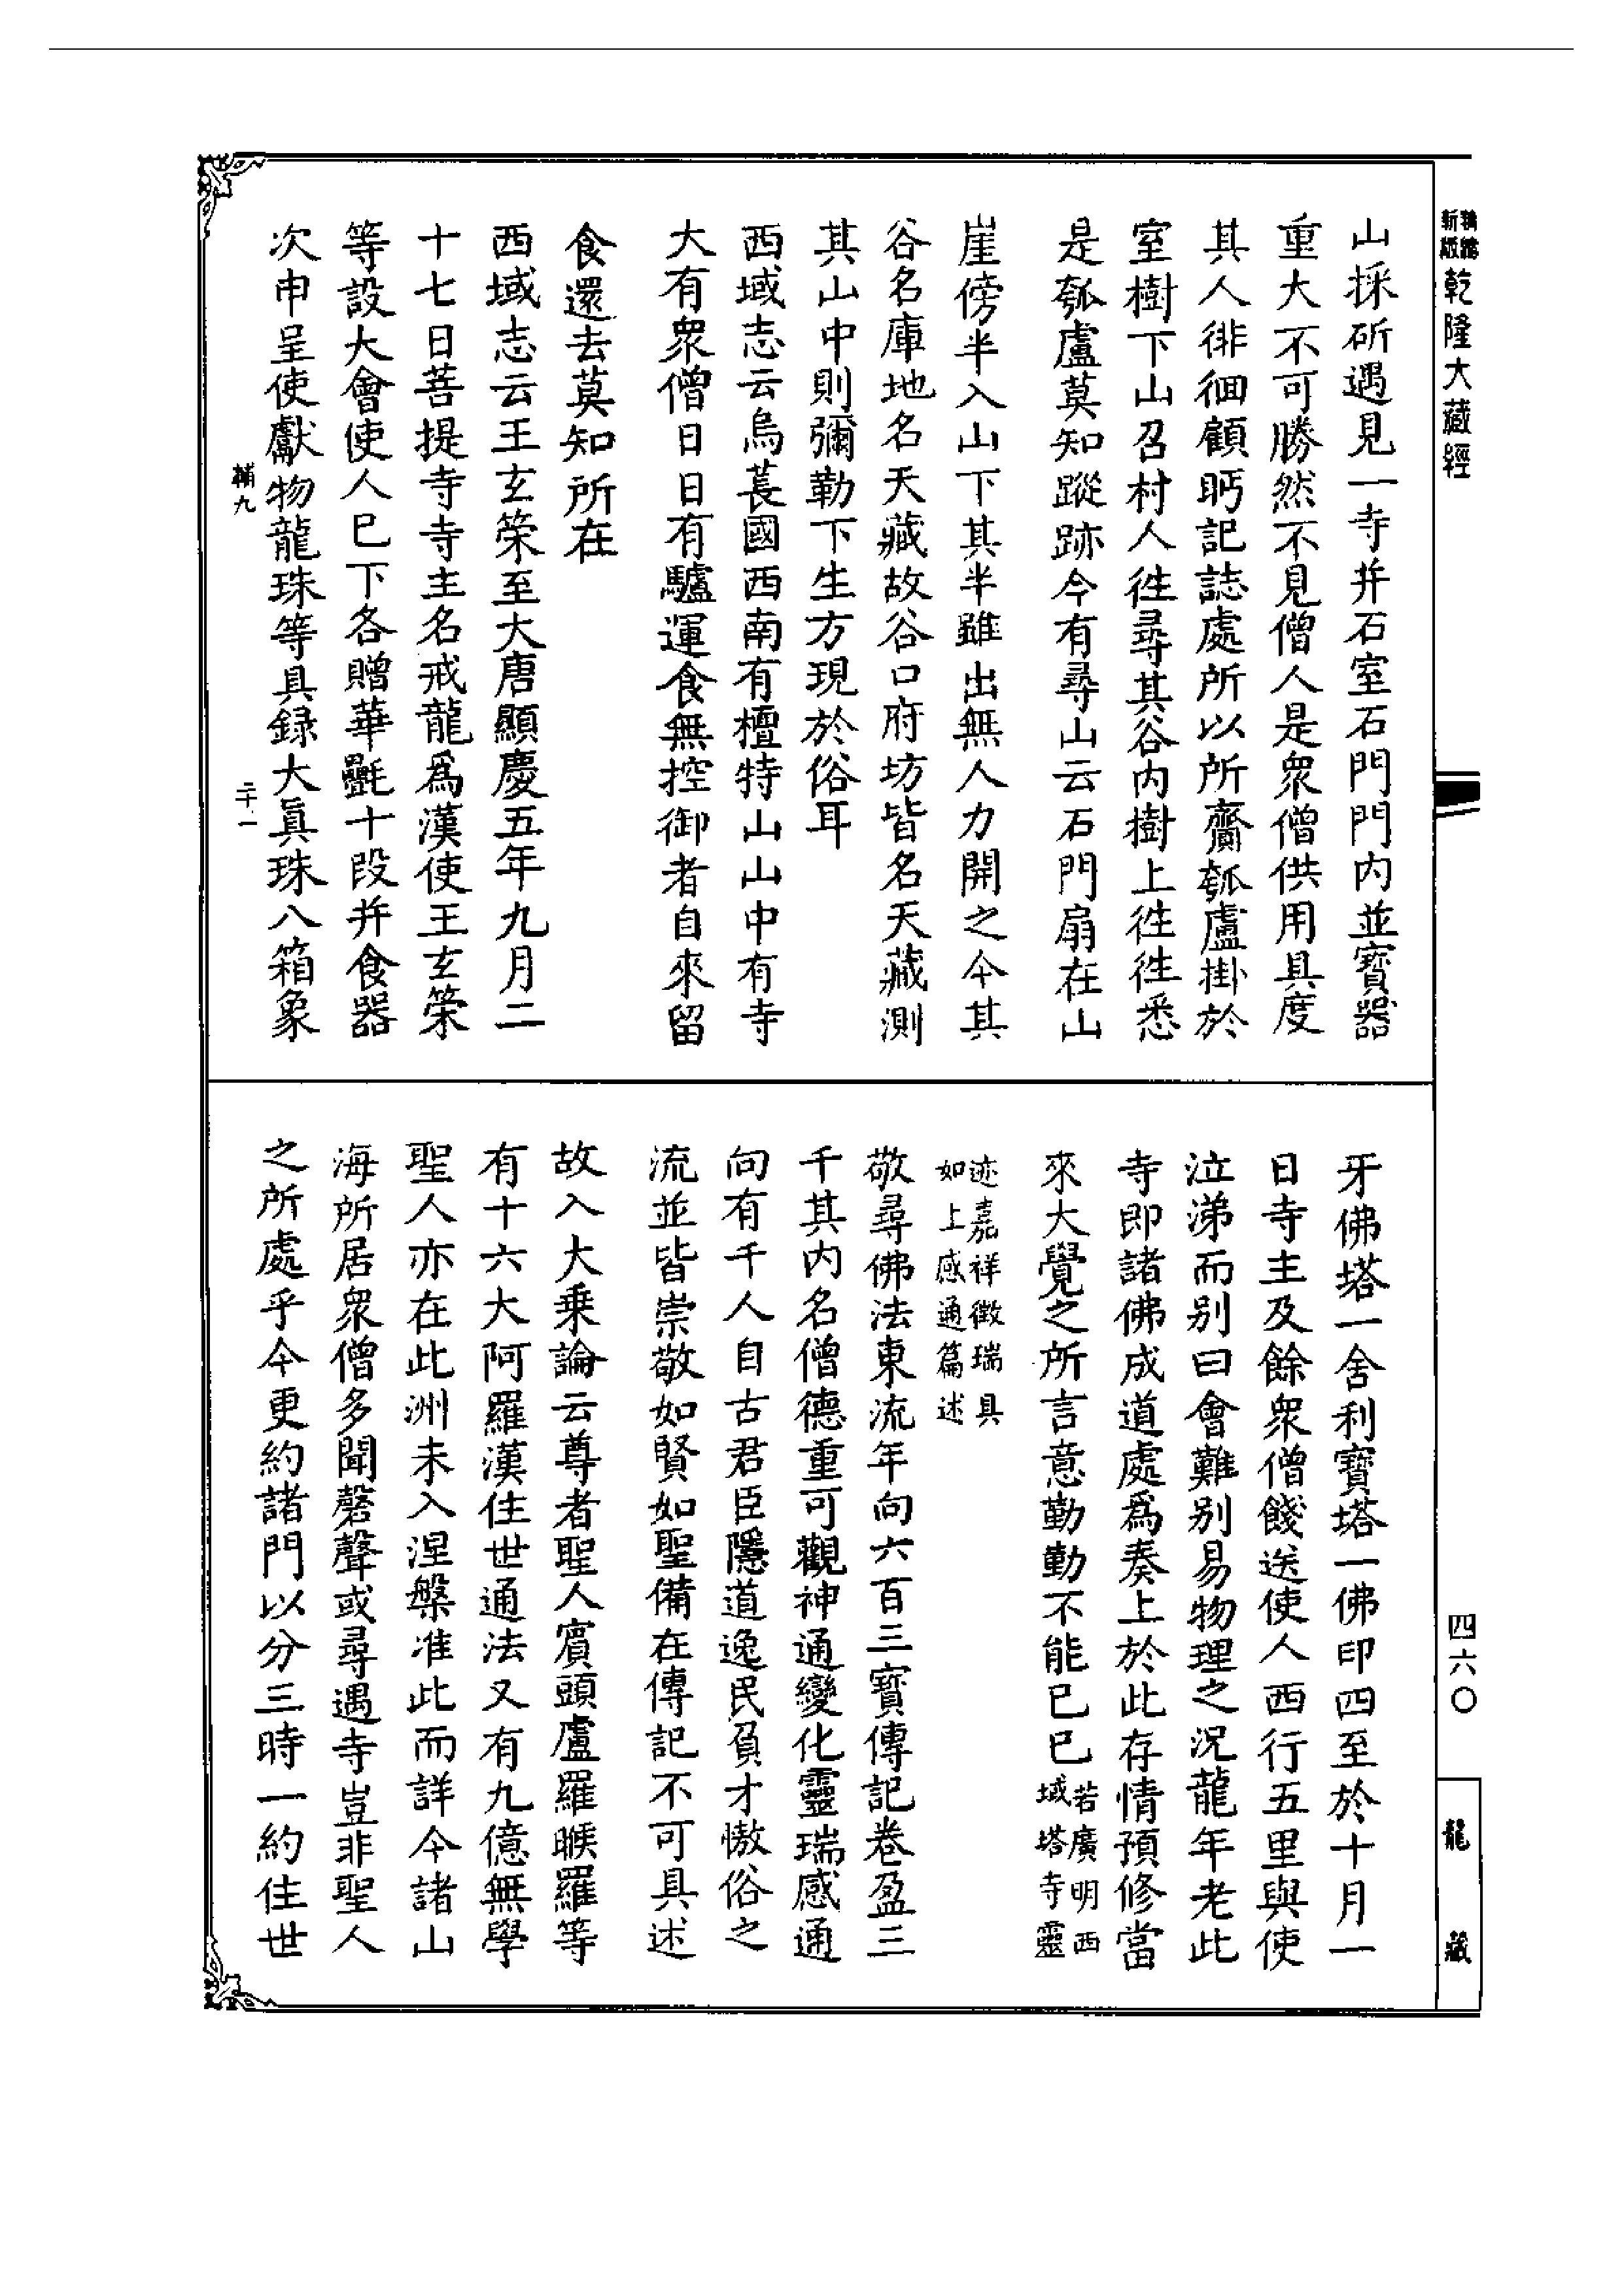 新編縮版
乾隆大藏經
山採斫遇見一寺并石室石門門內並寶器
重大不可勝然不見僧人是衆僧供用具度
其人徘徊顧眄記誌處所以所齎瓠盧掛於
室樹下山召村人徃尋其谷內樹上徃徃悉
是瓠盧莫知蹤跡今有尋山云石門扇在山
崖傍半入山下其半雖出無人力開之今其
谷名庫地名天藏故谷口府坊皆名天藏測
其山中則彌勒下生方現於俗耳
西域志云烏萇國西南有檀特山山中有寺
大有衆僧日日有驢運食無控御者自來留
食還去莫知所在
西域志云王玄策至大唐顯慶五年九月二
十七日菩提寺寺主名戒龍爲漢使王玄策
等設大會使人巳下各贈華氎十段并食器
次申呈使獻物龍珠等具録大眞珠八箱象
輔九
二十一
牙佛塔一舍利寶塔一佛印四至於十月一
日寺主及餘衆僧餞送使人西行五里與使
泣涕而别曰會難别易物理之況龍年老此
寺即諸佛成道處爲奏上於此存情預修當
來大覺之所言意勤勤不能已已若廣明西域塔寺靈
迹嘉祥徵瑞具如上感通篇述
敬尋佛法東流年向六百三寶傳記卷盈三
千其内名僧德重可觀神通變化靈瑞感通
向有千人自古君臣隱道逸民負才慠俗之
流並皆崇敬如賢如聖備在傳記不可具述
故入大乗論云尊者聖人賓頭盧羅睺羅等
有十六大阿羅漢住世通法又有九億無學
聖人亦在此洲未入涅槃准此而詳今諸山
海所居衆僧多聞磬聲或尋遇寺豈非聖人
之所處乎今更約諸門以分三時一約住世
四六〇
龍藏